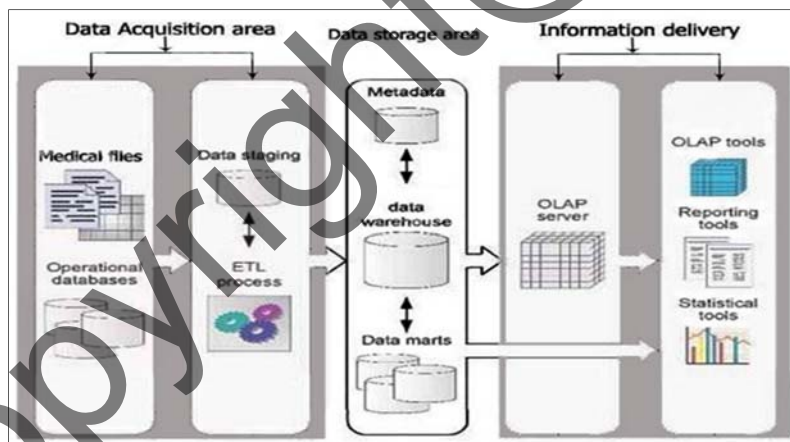 Data Acquisition area
Data storage area
Information delivery
Medical files
Operational
databases
Data staging
ETL
process
Metadata
data
warehouse
Data marts
OLAP
server
OLAP tools
Reporting
tools
Statistical
tools